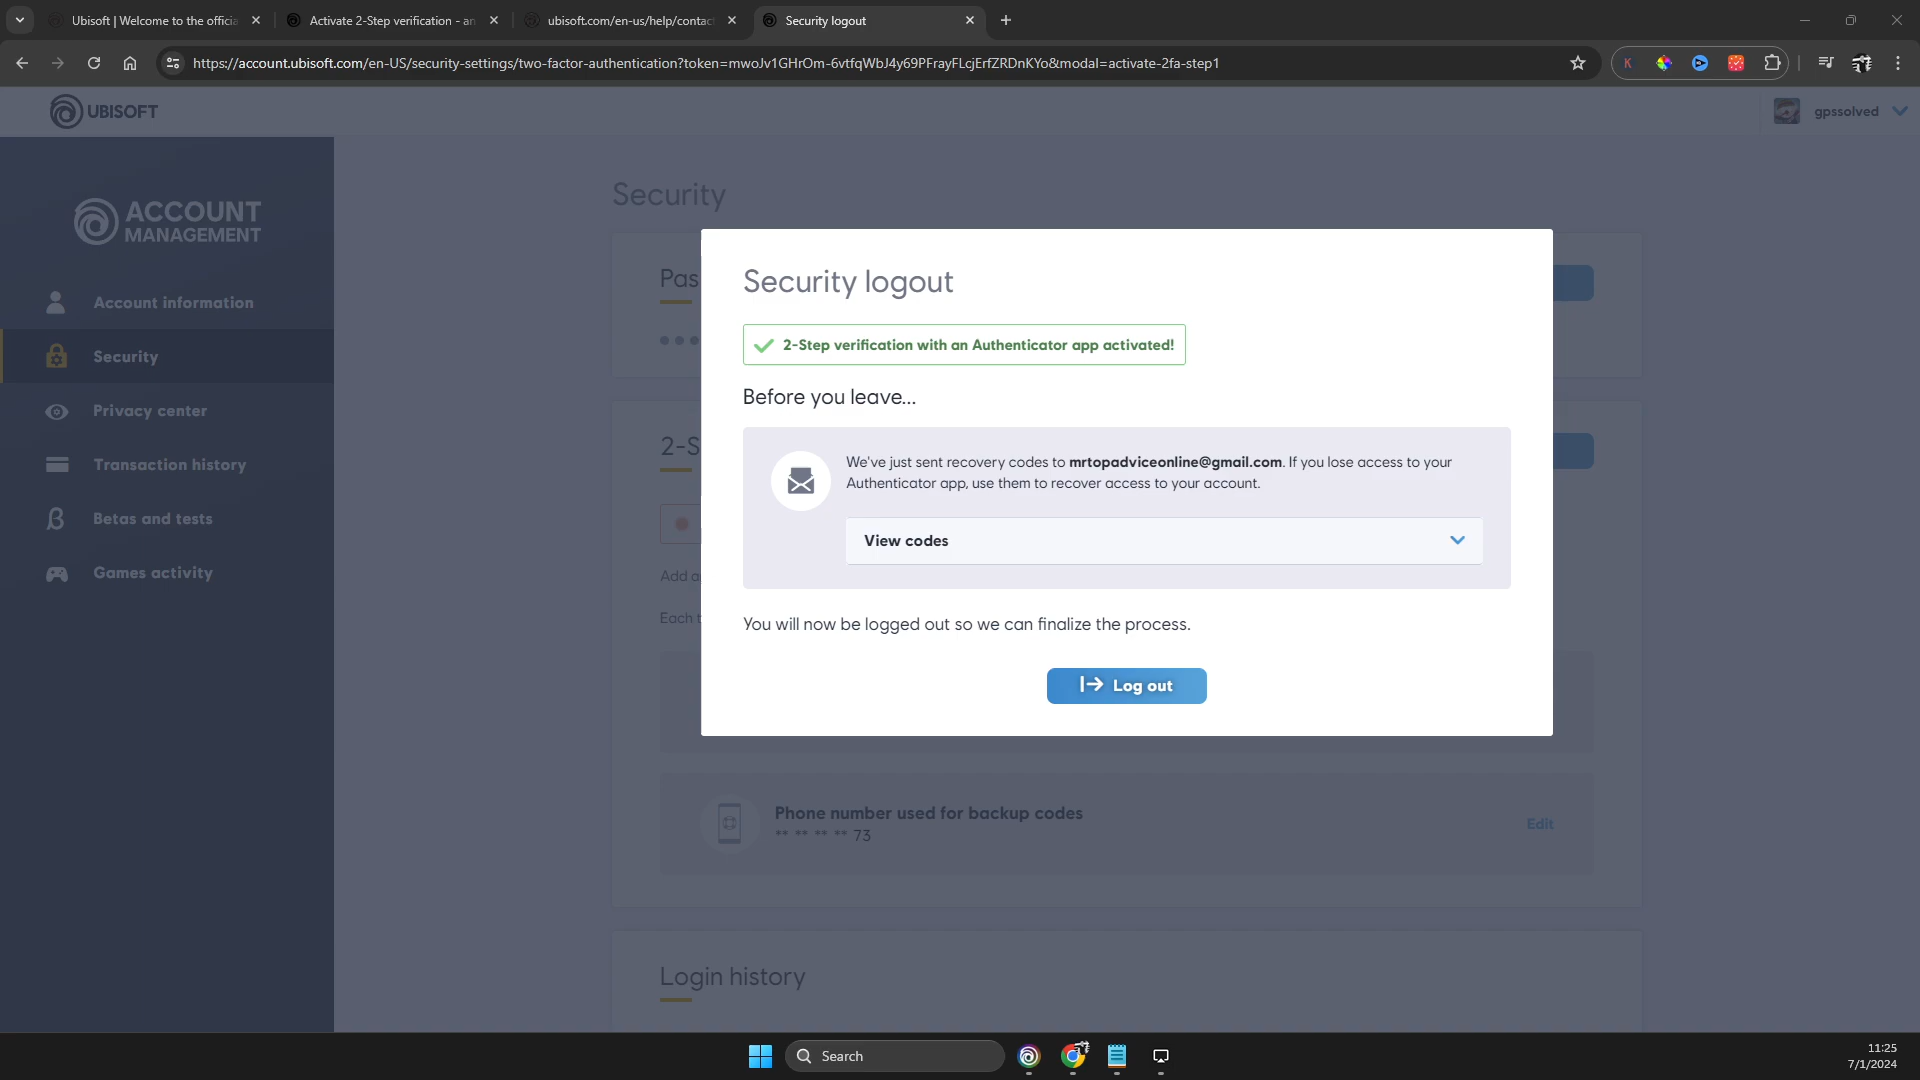 Ubisoft | Welcome to the officia
Activate 2-Step verification - an
ubisoft.com/en-us/help/contac
Security logout
https://account.ubisoft.com/en-US/security-settings/two-factor-authentication?token=mwoJv1GHrOm-6vtfqWbJ4y69PFrayFLcjErfZRDnKYo&modal=activate-2fa-step1
K
UBISOFT
gpssolved
ACCOUNT
MANAGEMENT
Account information
Security
Privacy center
Transaction history
Betas and tests
Games activity
Security
Pas
2-S
Add a
Each t
Security logout
2-Step verification with an Authenticator app activated!
Before you leave...
We've just sent recovery codes to mrtopadviceonline@gmail.com. If you lose access to your
Authenticator app, use them to recover access to your account.
View codes
You will now be logged out so we can finalize the process.
Log out
Phone number used for backup codes
** ** ** ** 73
Edit
Login history
Search
11:25
7/1/2024